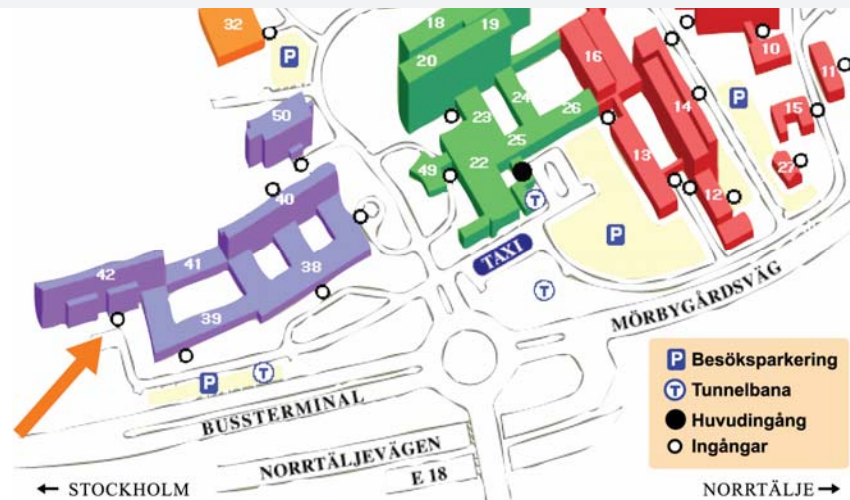 32
P
18
19
20
16
10
11
50
23
24
26
14
P
15
25
49
22
13
27
T
12
40
P
TAXI
42
41
38
T
39
MÖRBYGÅRDSVÄG
P
T
BUSSTERMINAL
NORRTÄLJEVÄGEN
E 18
P Besöksparkering
T Tunnelbana
Huvudingång
Ingångar
← STOCKHOLM
NORRTÄLJE →